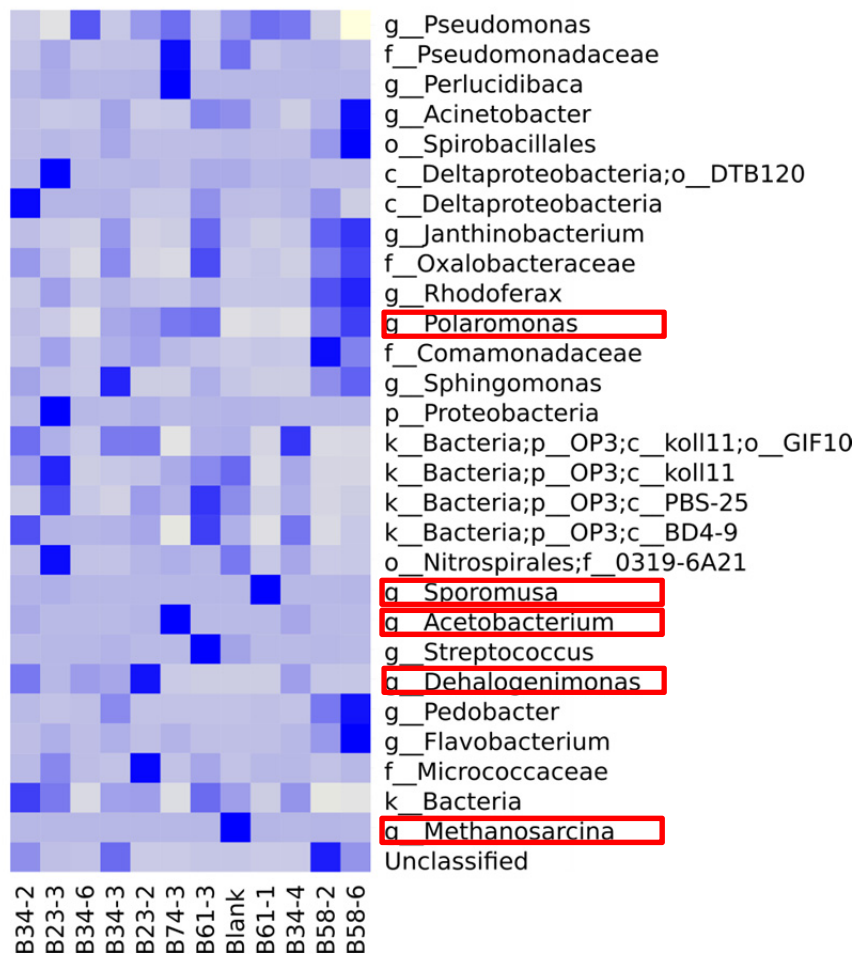 g__Pseudomonas
f__Pseudomonadaceae
g__Perlucidibaca
g__Acinetobacter
o__Spirobacillales
c__Deltaproteobacteria;o__DTB120
c__Deltaproteobacteria
g__Janthinobacterium
f__Oxalobacteraceae
g__Rhodoferax
g__Polaromonas
f__Comamonadaceae
g__Sphingomonas
p__Proteobacteria
k__Bacteria;p__OP3;c__koll11;o__GIF10
k__Bacteria;p__OP3;c__koll11
k__Bacteria;p__OP3;c__PBS-25
k__Bacteria;p__OP3;c__BD4-9
o__Nitrospirales;f__0319-6A21
g__Sporomusa
g__Acetobacterium
g__Streptococcus
g__Dehalogenimonas
g__Pedobacter
g__Flavobacterium
f__Micrococcaceae
k__Bacteria
g__Methanosarcina
Unclassified
B34-2
B23-3
B34-6
B34-3
B23-2
B74-3
B61-3
Blank
B61-1
B34-4
B58-2
B58-6